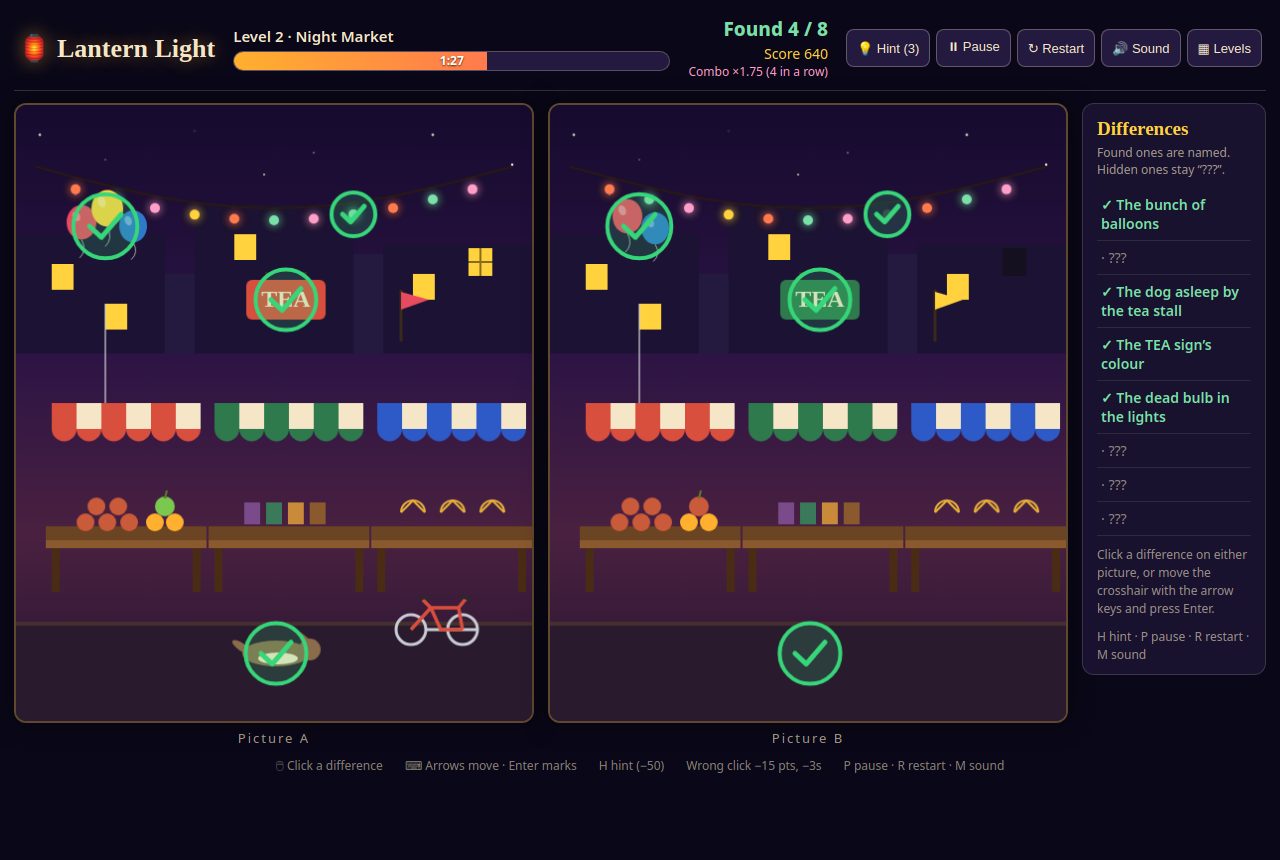 Lantern Light
Level 2 · Night Market
1:27
Found 4 / 8
Score 640
Combo ×1.75 (4 in a row)
💡 Hint (3)
⏸ Pause
↻ Restart
🔊 Sound
▦ Levels
TEA
TEA
Picture A
Picture B
Differences
Found ones are named.
Hidden ones stay “???”.
✓ The bunch of
balloons
· ???
✓ The dog asleep by
the tea stall
✓ The TEA sign’s
colour
✓ The dead bulb in
the lights
· ???
· ???
· ???
Click a difference on either
picture, or move the
crosshair with the arrow
keys and press Enter.
H hint · P pause · R restart ·
M sound
🖱 Click a difference
⌨ Arrows move · Enter marks
H hint (−50)
Wrong click −15 pts, −3s
P pause · R restart · M sound